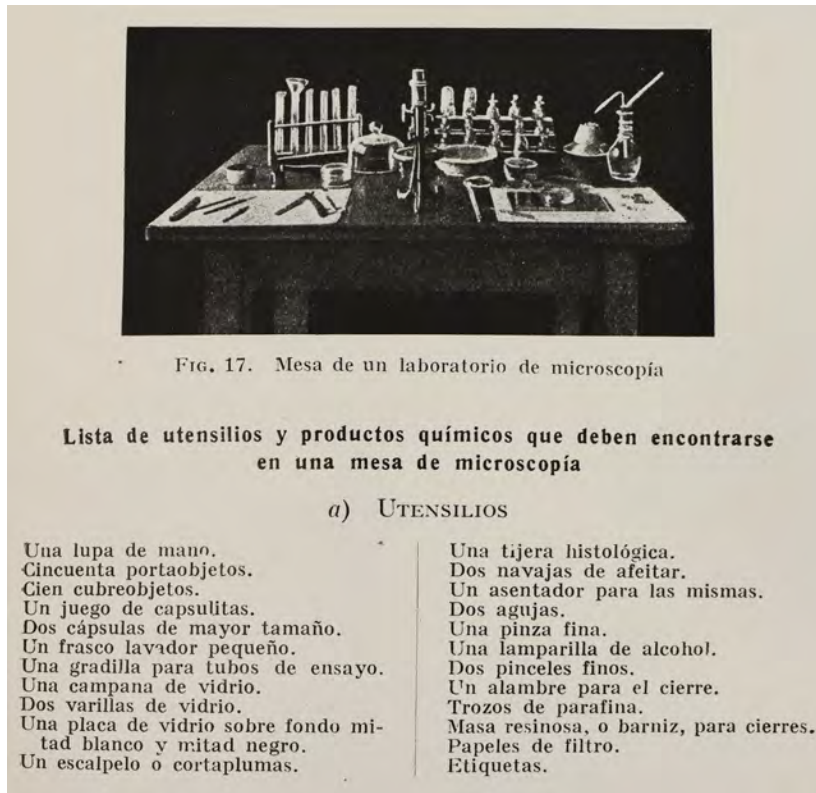 FIG. 17. Mesa de un laboratorio de microscopía
Lista de utensilios y productos químicos que deben encontrarse
en una mesa de microscopía
a) UTENSILIOS
Una lupa de mano.
Cincuenta portaobjetos.
Cien cubreobjetos.
Un juego de capsulitas.
Dos cápsulas de mayor tamaño.
Un frasco lavador pequeño.
Una gradilla para tubos de ensayo.
Una campana de vidrio.
Dos varillas de vidrio.
Una placa de vidrio sobre fondo mi-
tad blanco y mitad negro.
Un escalpelo o cortaplumas.
Una tijera histológica.
Dos navajas de afeitar.
Un asentador para las mismas.
Dos agujas.
Una pinza fina.
Una lamparilla de alcohol.
Dos pinceles finos.
Un alambre para el cierre.
Trozos de parafina.
Masa resinosa, o barniz, para cierres.
Papeles de filtro.
Etiquetas.